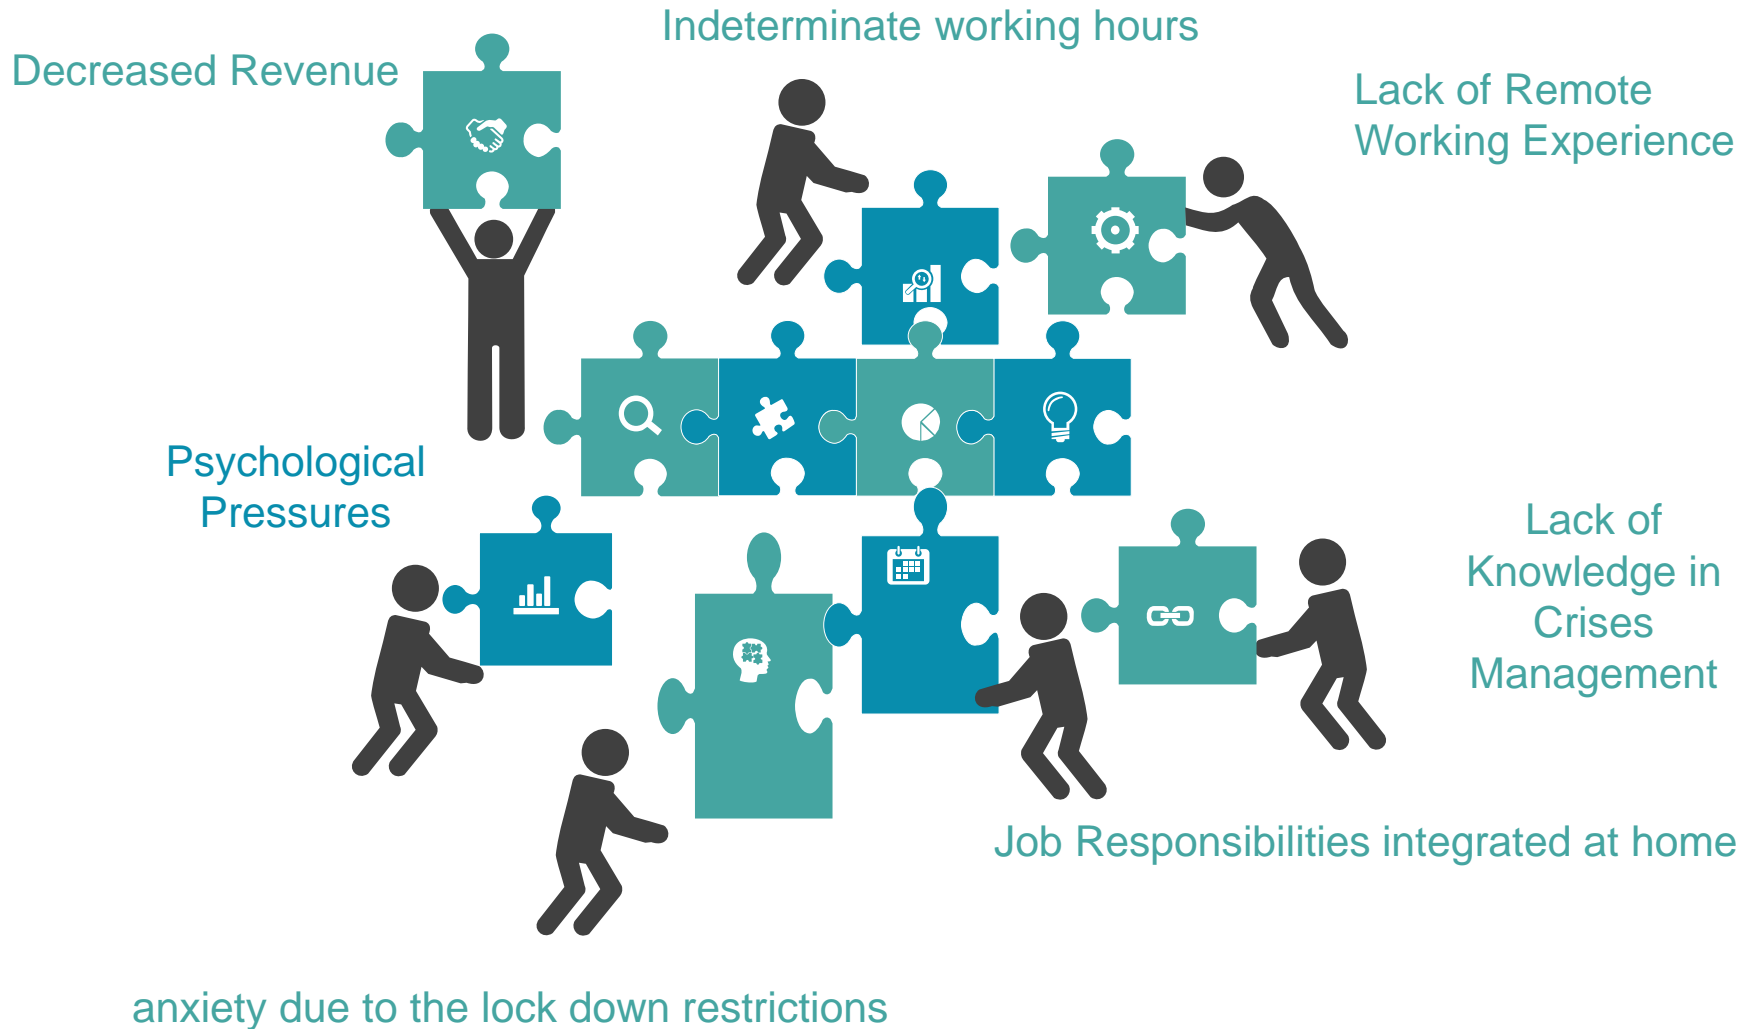 Indeterminate working hours
Decreased Revenue
Lack of Remote
Working Experience
Psychological
Pressures
Lack of
Knowledge in
Crises
Management
Job Responsibilities integrated at home
anxiety due to the lock down restrictions